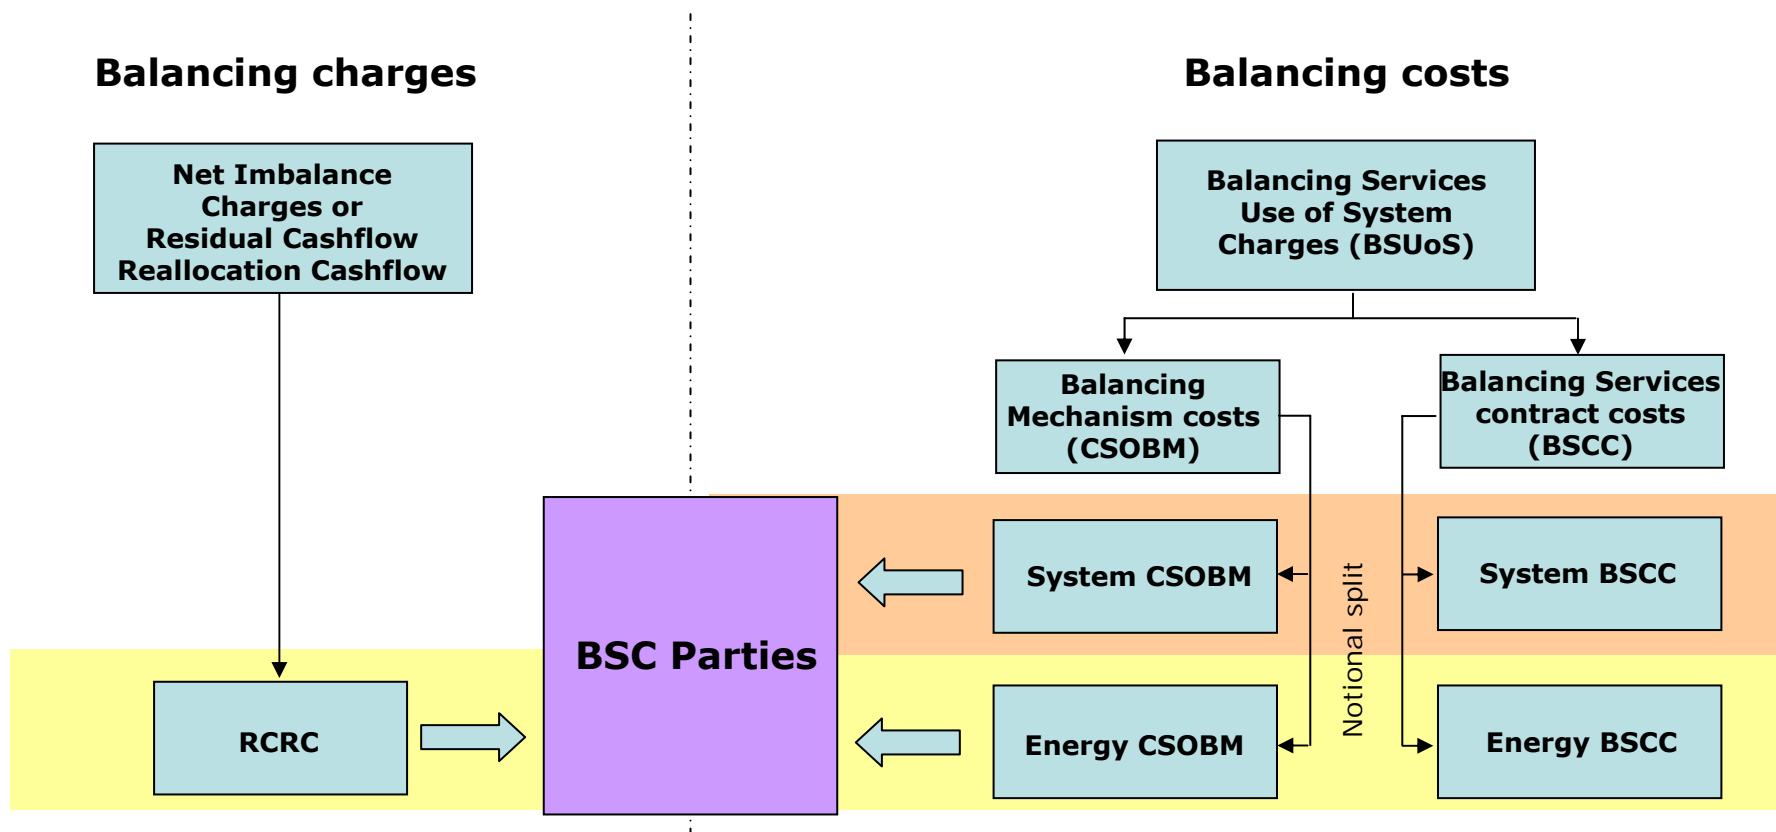 Balancing charges
Balancing costs
Net Imbalance
Charges or
Residual Cashflow
Reallocation Cashflow
Balancing Services
Use of System
Charges (BSUoS)
Balancing
Mechanism costs
(CSOBM)
Balancing Services
contract costs
(BSCC)
System CSOBM
System BSCC
Notional split
BSC Parties
RCRC
Energy CSOBM
Energy BSCC